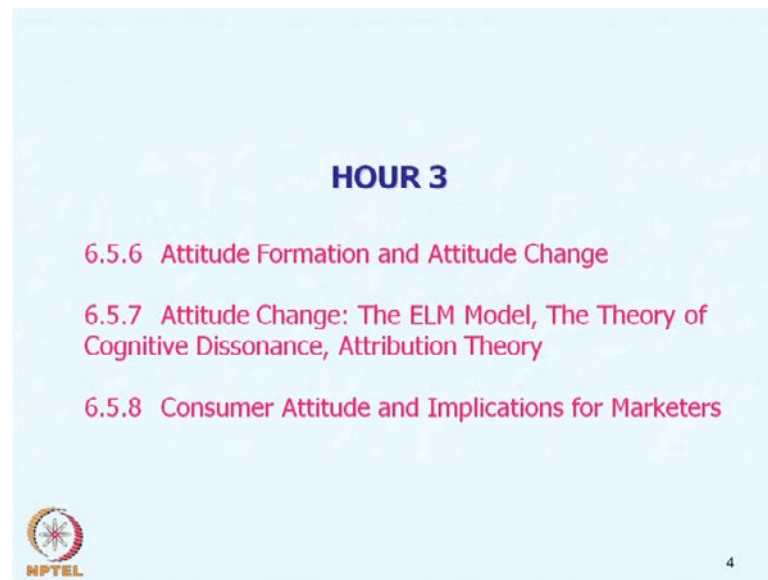 HOUR 3
6.5.6 Attitude Formation and Attitude Change
6.5.7 Attitude Change: The ELM Model, The Theory of
Cognitive Dissonance, Attribution Theory
6.5.8 Consumer Attitude and Implications for Marketers
NPTEL
4